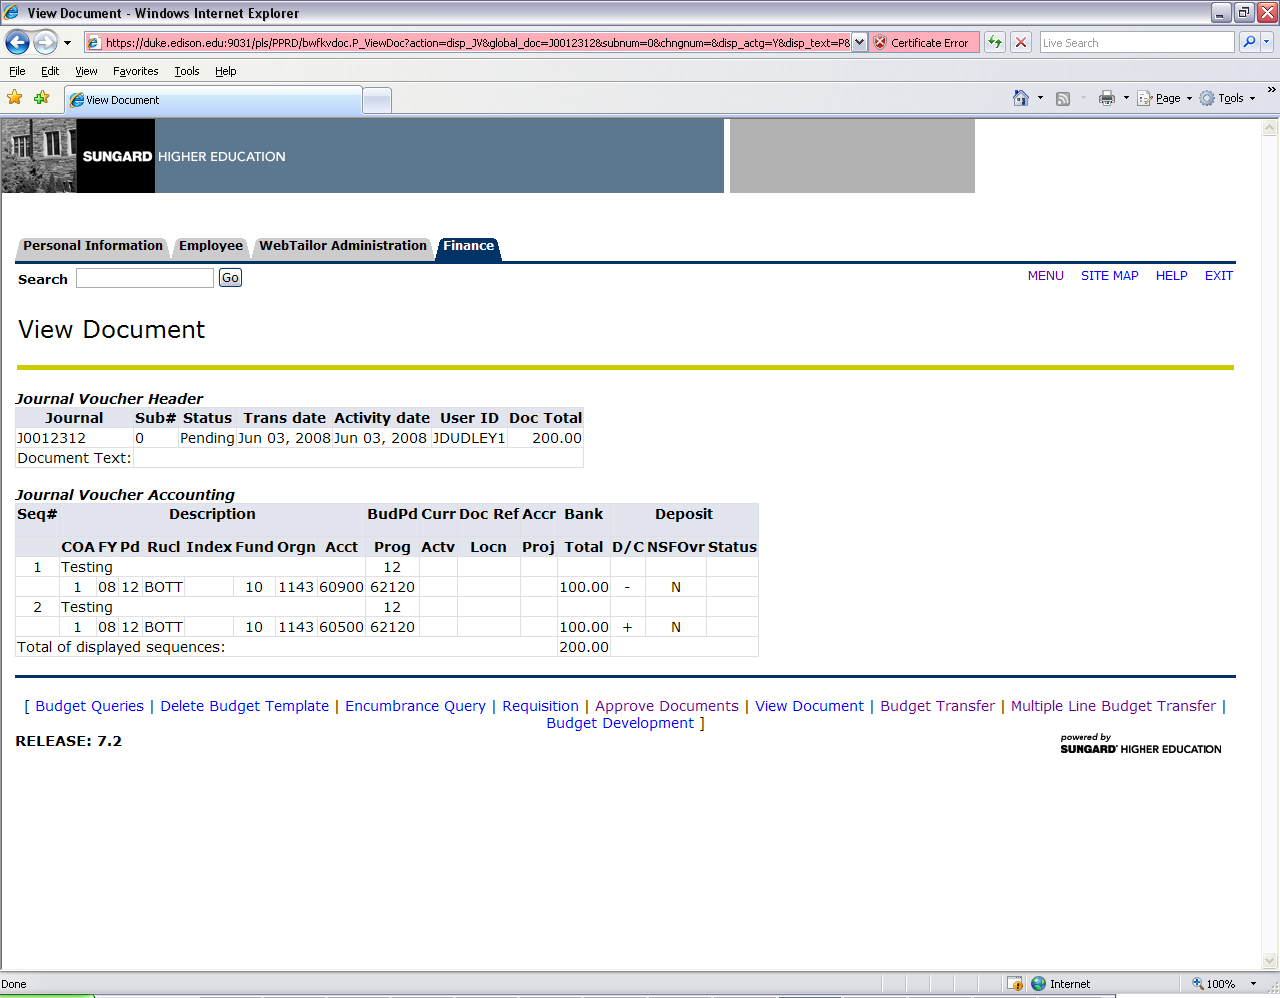 View Document - Windows Internet Explorer
https://duke.edison.edu:9031/pls/PPRD/bwfkvdoc.P_ViewDoc?action=disp_JV&global_doc=J0012312&subnum=0&chngnum=&disp_actg=Y&disp_text=P& Certificate Error Live Search
File Edit View Favorites Tools Help
View Document Page Tools »
SUNGARD HIGHER EDUCATION
Personal Information Employee WebTailor Administration Finance
Search Go MENU SITE MAP HELP EXIT
View Document
Journal Voucher Header
Journal Sub# Status Trans date Activity date User ID Doc Total
J0012312 0 Pending Jun 03, 2008 Jun 03, 2008 JDUDLEY1 200.00
Document Text:
Journal Voucher Accounting
Seq# Description BudPd Curr Doc Ref Accr Bank Deposit
COA FY Pd Rucl Index Fund Orgn Acct Prog Actv Locn Proj Total D/C NSFOvr Status
1 Testing 12
1 08 12 BOTT 10 1143 60900 62120 100.00 - N
2 Testing 12
1 08 12 BOTT 10 1143 60500 62120 100.00 + N
Total of displayed sequences: 200.00
[ Budget Queries | Delete Budget Template | Encumbrance Query | Requisition | Approve Documents | View Document | Budget Transfer | Multiple Line Budget Transfer |
Budget Development ]
RELEASE: 7.2 powered by
SUNGARD® HIGHER EDUCATION
Done Internet 100%